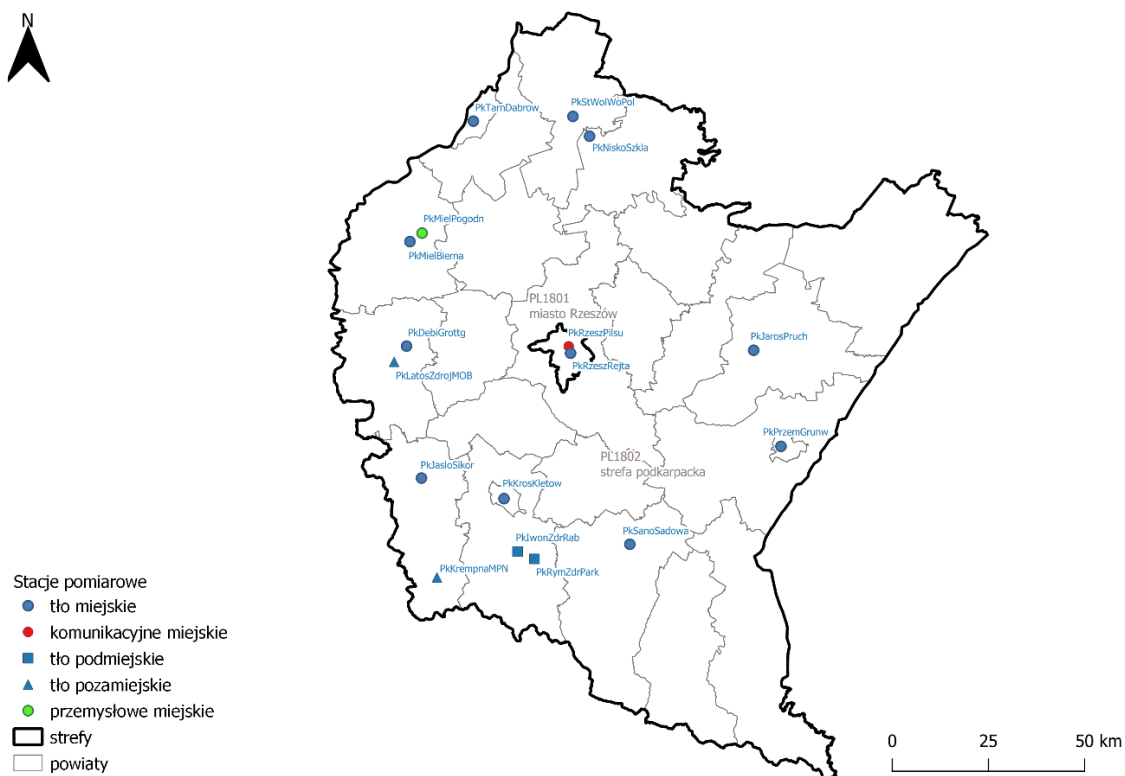 N
PkTarnDabrow
PkStWolWoPol
PkNiskoSzkla
PkMielPogodn
PkMielBierna
PL1801
miasto Rzeszów
PkRzeszPilsu
PkRzeszRejta
PkDebiGrottg
PkLatosZdrojMOB
PkJarosPruch
PkPrzemGrunw
PL1802
strefa podkarpacka
PkJasloSikor
PkKrosKletow
PkSanoSadowa
PkIwonZdrRab
PkRymZdrPark
PkKrempnaMPN
Stacje pomiarowe
tło miejskie
komunikacyjne miejskie
tło podmiejskie
tło pozamiejskie
przemysłowe miejskie
strefy
powiaty
0 25 50 km